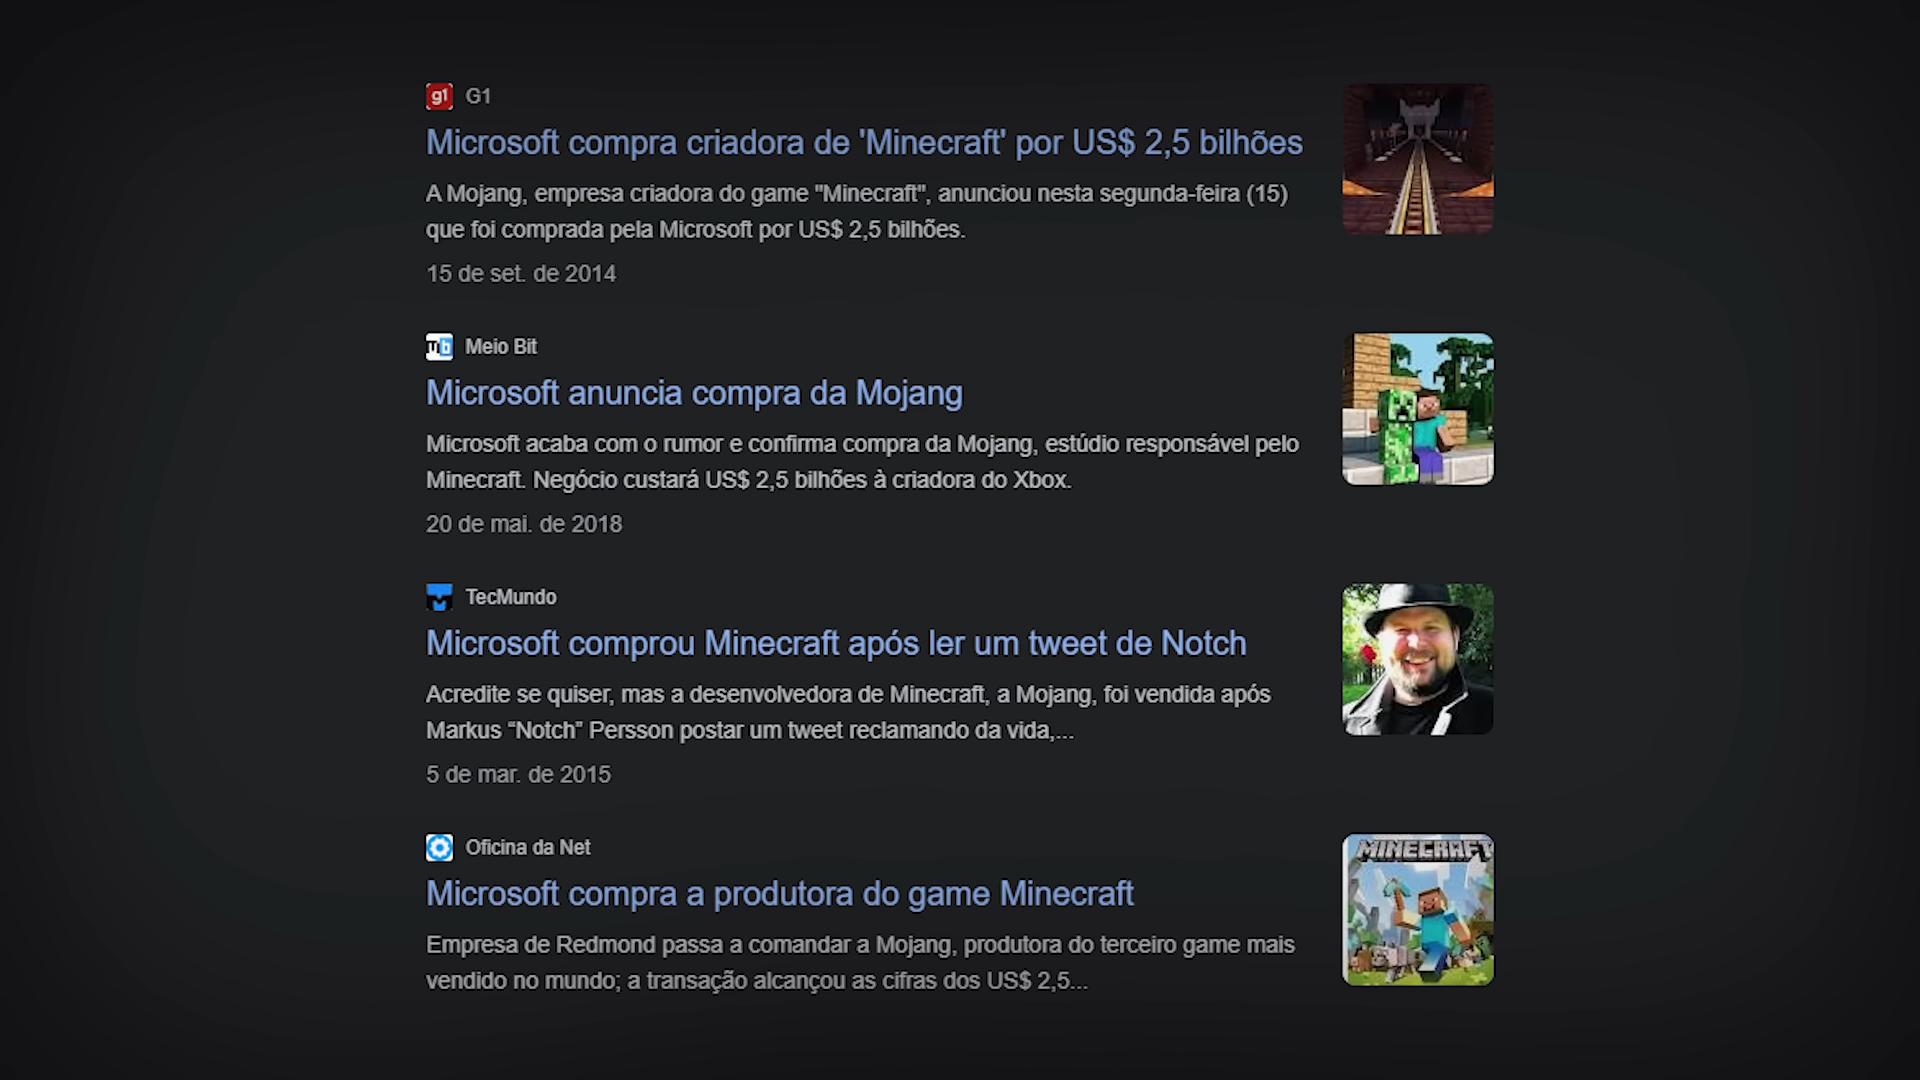 g1 G1
Microsoft compra criadora de 'Minecraft' por US$ 2,5 bilhões
A Mojang, empresa criadora do game "Minecraft", anunciou nesta segunda-feira (15)
que foi comprada pela Microsoft por US$ 2,5 bilhões.
15 de set. de 2014
Meio Bit
Microsoft anuncia compra da Mojang
Microsoft acaba com o rumor e confirma compra da Mojang, estúdio responsável pelo
Minecraft. Negócio custará US$ 2,5 bilhões à criadora do Xbox.
20 de mai. de 2018
TecMundo
Microsoft comprou Minecraft após ler um tweet de Notch
Acredite se quiser, mas a desenvolvedora de Minecraft, a Mojang, foi vendida após
Markus “Notch” Persson postar um tweet reclamando da vida,...
5 de mar. de 2015
Oficina da Net
MINECRAFT
Microsoft compra a produtora do game Minecraft
Empresa de Redmond passa a comandar a Mojang, produtora do terceiro game mais
vendido no mundo; a transação alcançou as cifras dos US$ 2,5...